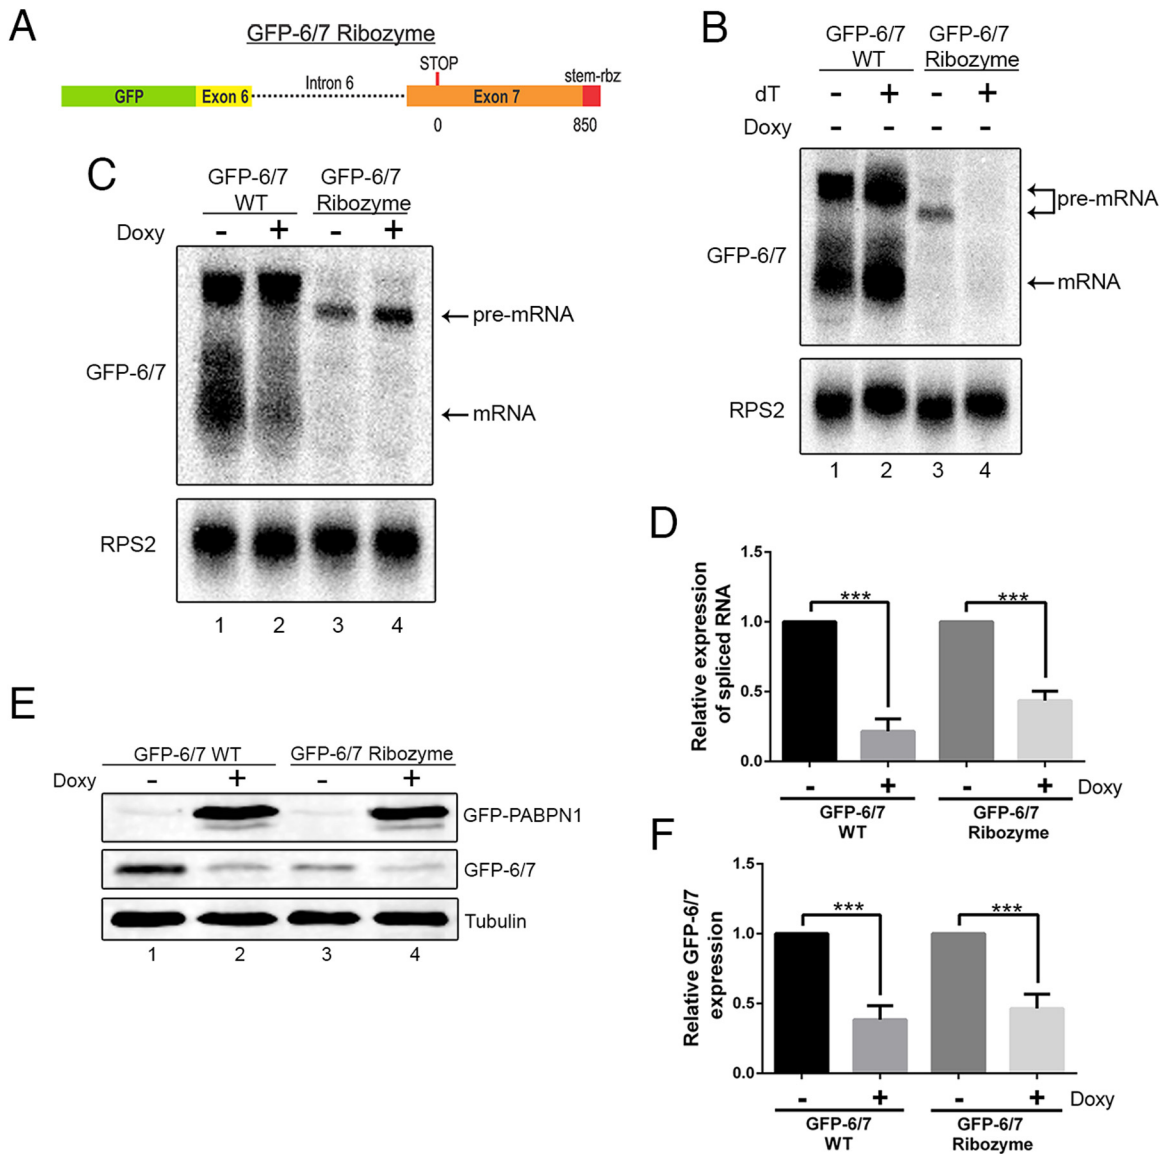 A
GFP-6/7 Ribozyme
STOP
stem-rbz
Intron 6
GFP
Exon 6
Exon 7
0
850
B
GFP-6/7 GFP-6/7
WT Ribozyme
dT - + - +
Doxy - - - -
GFP-6/7
pre-mRNA
mRNA
RPS2
1 2 3 4
C
GFP-6/7 GFP-6/7
WT Ribozyme
Doxy - + - +
GFP-6/7
pre-mRNA
mRNA
RPS2
1 2 3 4
D
Relative expression
of spliced RNA
1.5
1.0
0.5
0.0
*** ***
- + - + Doxy
GFP-6/7 GFP-6/7
WT Ribozyme
E
GFP-6/7 WT GFP-6/7 Ribozyme
Doxy - + - +
GFP-PABPN1
GFP-6/7
Tubulin
1 2 3 4
F
Relative GFP-6/7
expression
1.5
1.0
0.5
0.0
*** ***
- + - + Doxy
GFP-6/7 GFP-6/7
WT Ribozyme